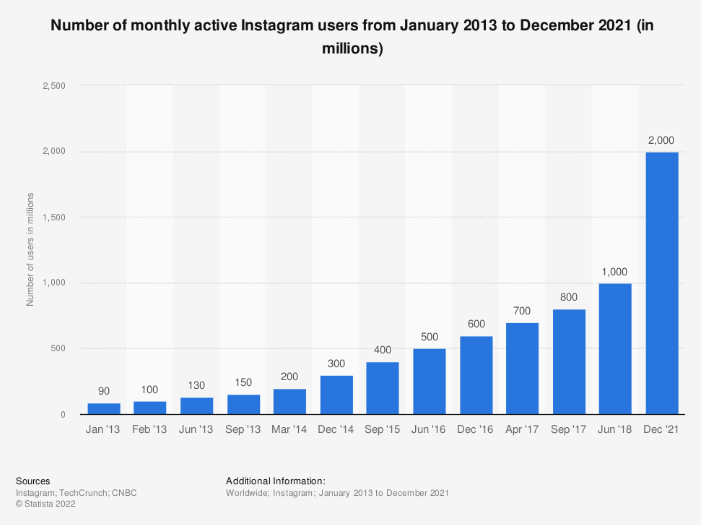 Number of monthly active Instagram users from January 2013 to December 2021 (in
millions)
2,500
2,000
1,500
1,000
500
0
Number of users in millions
90
100
130
150
200
300
400
500
600
700
800
1,000
2,000
Jan '13
Feb '13
Jun '13
Sep '13
Mar '14
Dec '14
Sep '15
Jun '16
Dec '16
Apr '17
Sep '17
Jun '18
Dec '21
Sources
Instagram; TechCrunch; CNBC
© Statista 2022
Additional Information:
Worldwide; Instagram; January 2013 to December 2021